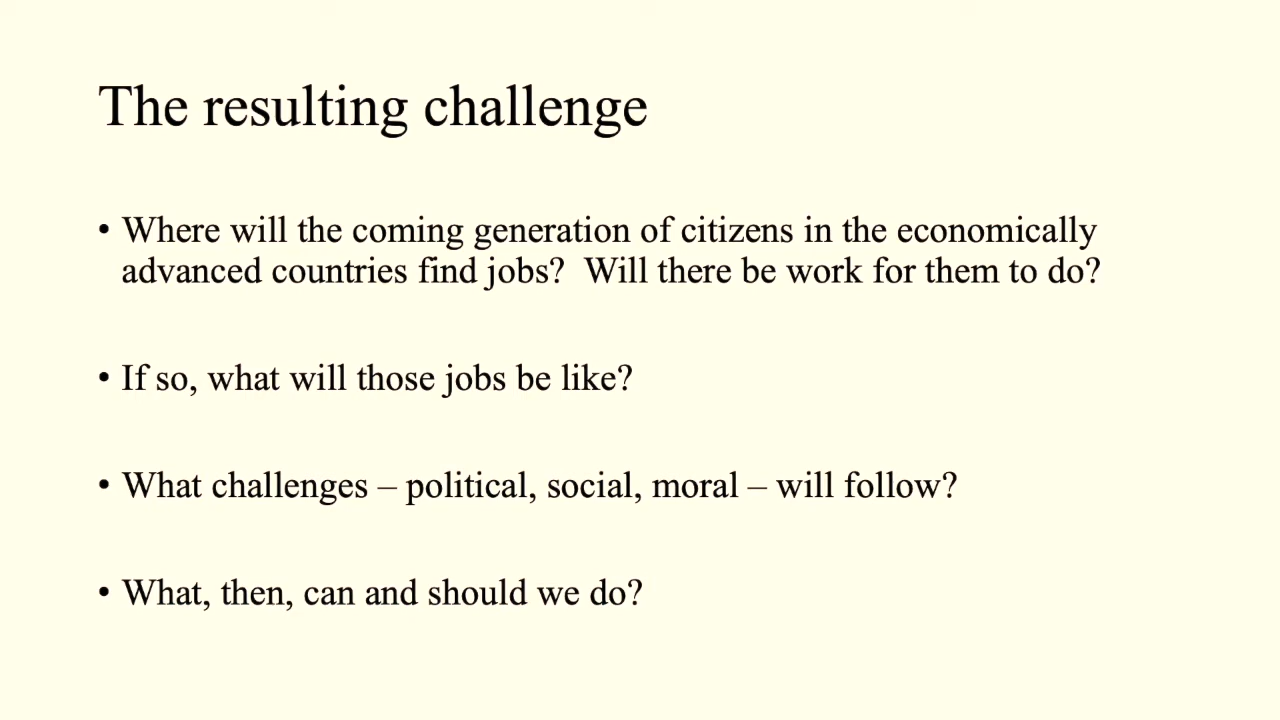 The resulting challenge
• Where will the coming generation of citizens in the economically
advanced countries find jobs?  Will there be work for them to do?
• If so, what will those jobs be like?
• What challenges – political, social, moral – will follow?
• What, then, can and should we do?